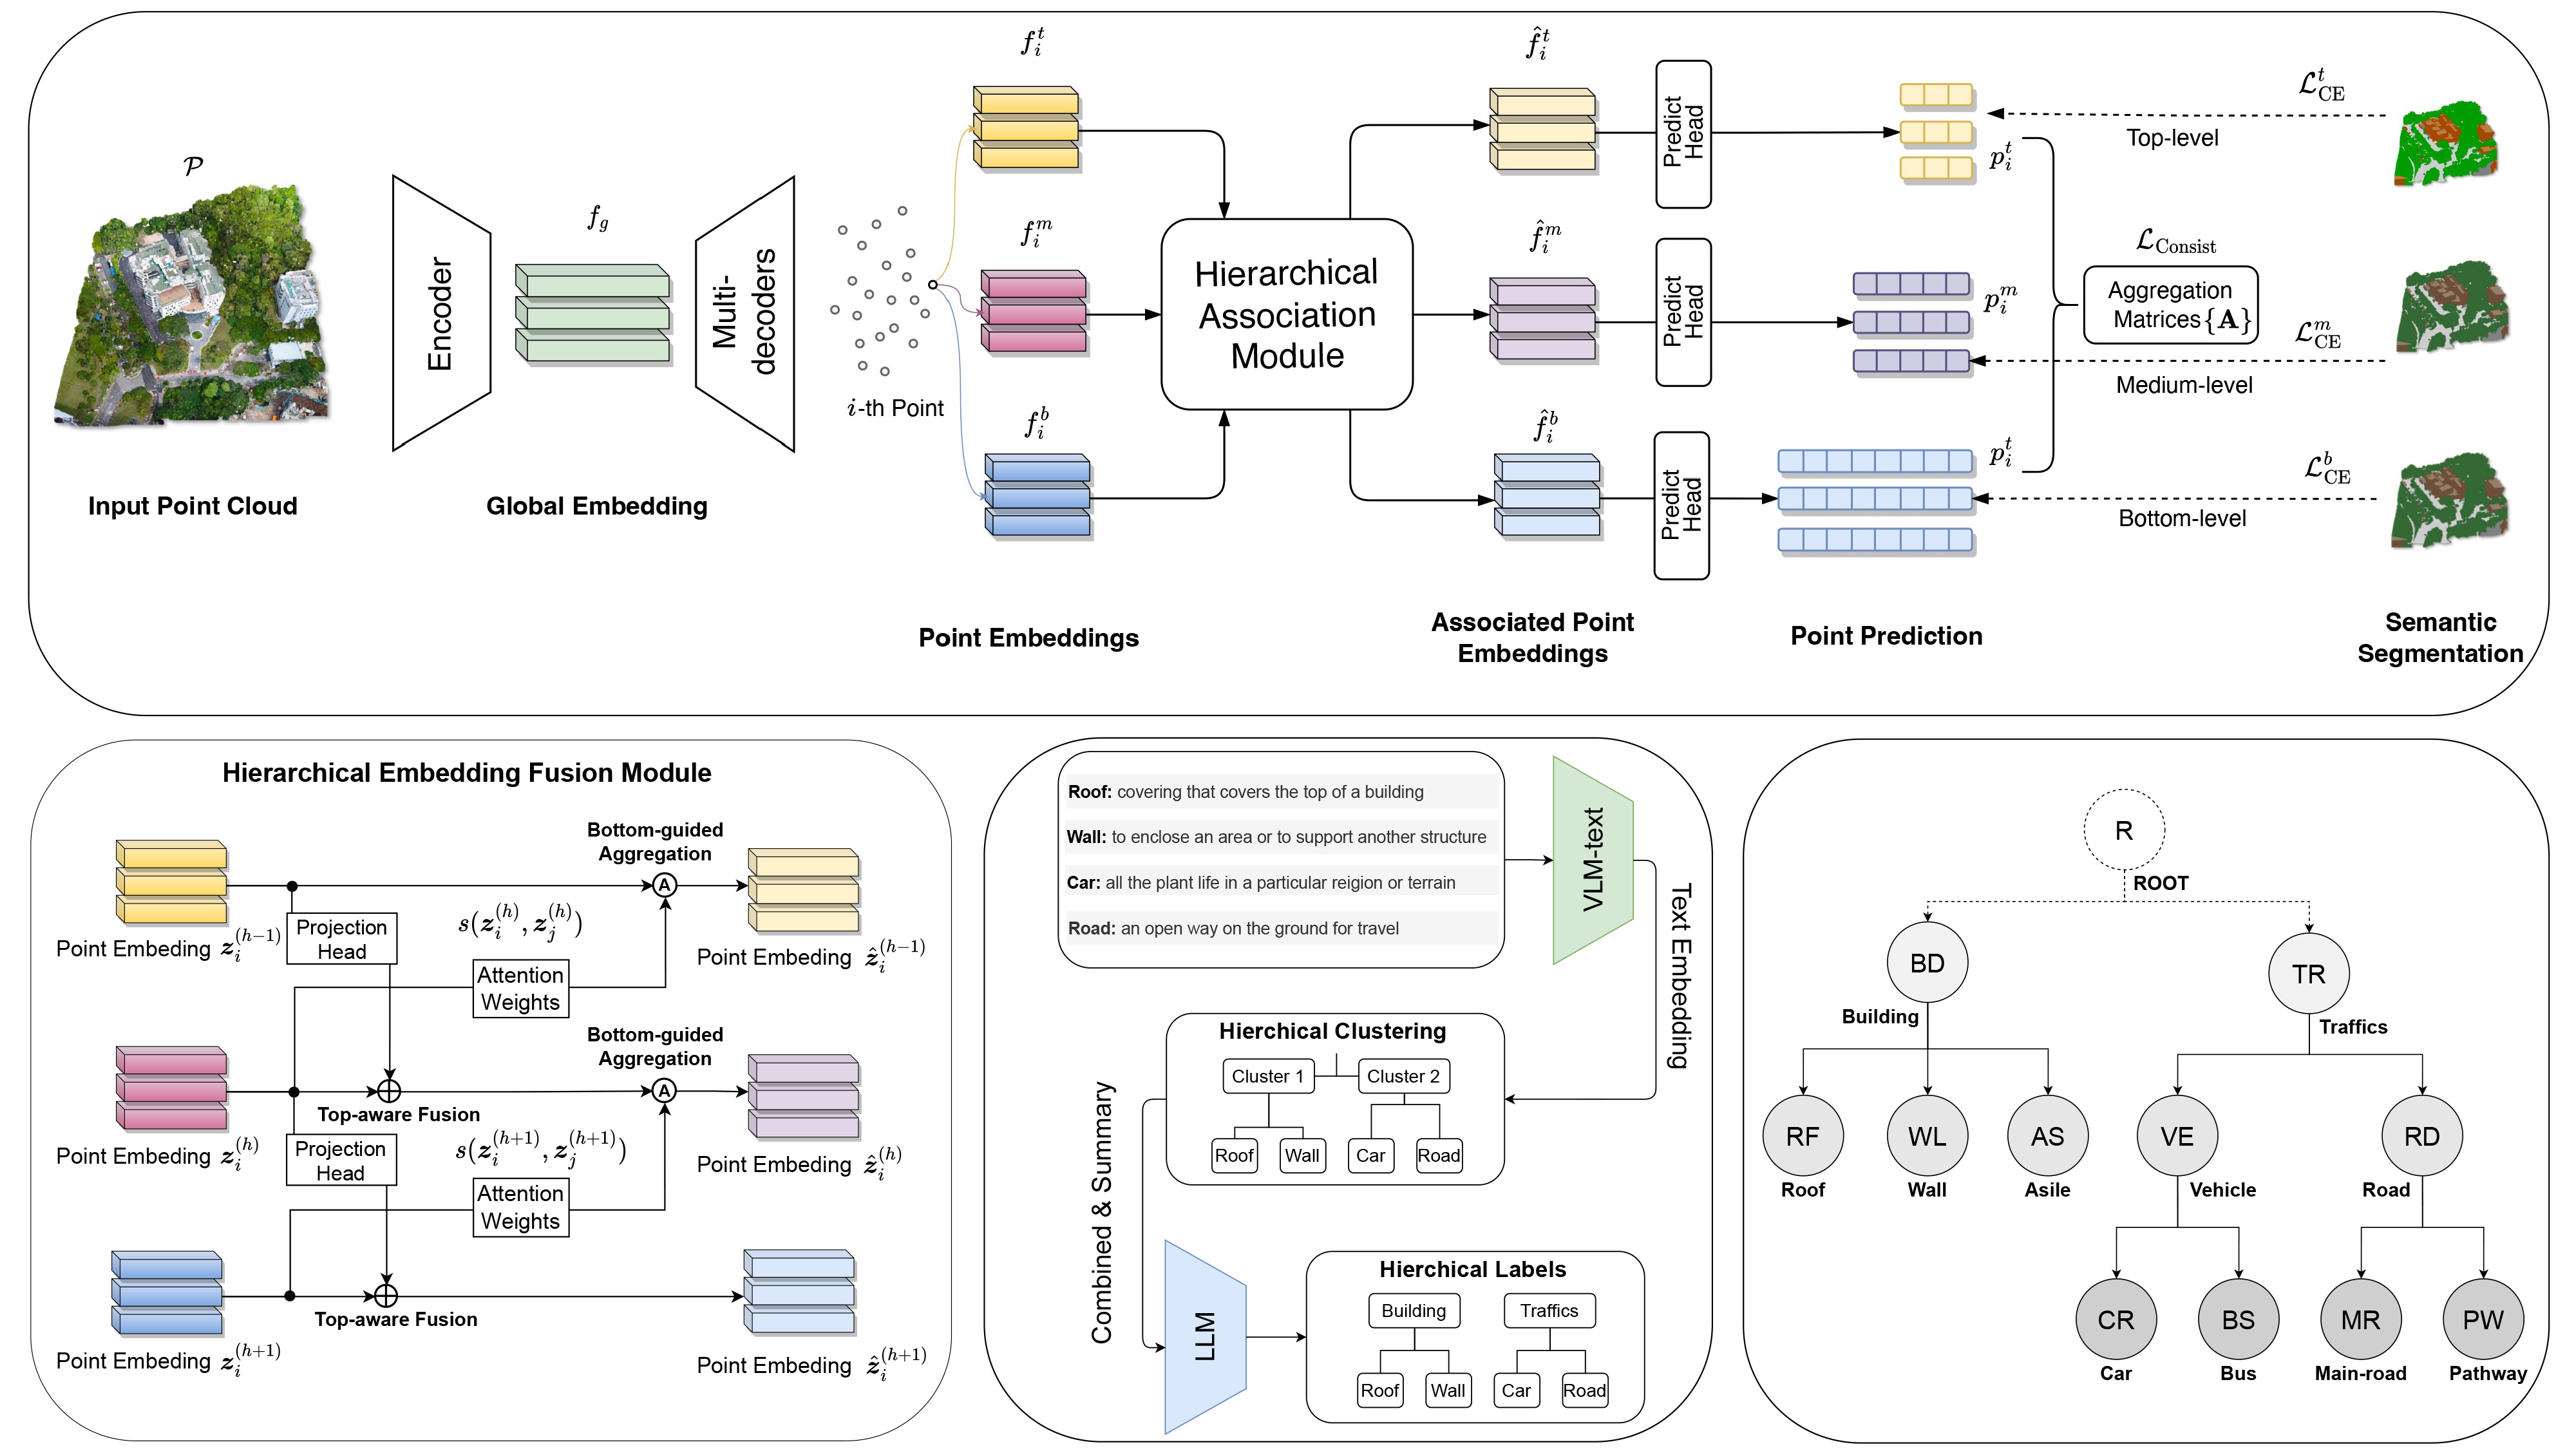 𝒫
Encoder
f_g
Multi-
decoders
i-th Point
f_i^t
f_i^m
f_i^b
Hierarchical
Association
Module
\hat{f}_i^t
\hat{f}_i^m
\hat{f}_i^b
Predict
Head
Predict
Head
Predict
Head
p_i^t
p_i^m
p_i^t
ℒ_CE^t
Top-level
ℒ_Consist
Aggregation
Matrices{A}
ℒ_CE^m
Medium-level
ℒ_CE^b
Bottom-level
Input Point Cloud
Global Embedding
Point Embeddings
Associated Point
Embeddings
Point Prediction
Semantic
Segmentation
Hierarchical Embedding Fusion Module
Bottom-guided
Aggregation
A
Projection
Head
s(z_i^{(h)}, z_j^{(h)})
Point Embeding z_i^{(h-1)}
Point Embeding \hat{z}_i^{(h-1)}
Attention
Weights
Bottom-guided
Aggregation
A
Top-aware Fusion
Projection
Head
s(z_i^{(h+1)}, z_j^{(h+1)})
Point Embeding z_i^{(h)}
Point Embeding \hat{z}_i^{(h)}
Attention
Weights
Top-aware Fusion
Point Embeding z_i^{(h+1)}
Point Embeding \hat{z}_i^{(h+1)}
Roof: covering that covers the top of a building
Wall: to enclose an area or to support another structure
Car: all the plant life in a particular reigion or terrain
Road: an open way on the ground for travel
VLM-text
Text Embedding
Hierchical Clustering
Cluster 1
Cluster 2
Roof
Wall
Car
Road
Combined & Summary
LLM
Hierchical Labels
Building
Traffics
Roof
Wall
Car
Road
R
ROOT
BD
Building
TR
Traffics
RF
WL
AS
VE
RD
Roof
Wall
Asile
Vehicle
Road
CR
BS
MR
PW
Car
Bus
Main-road
Pathway